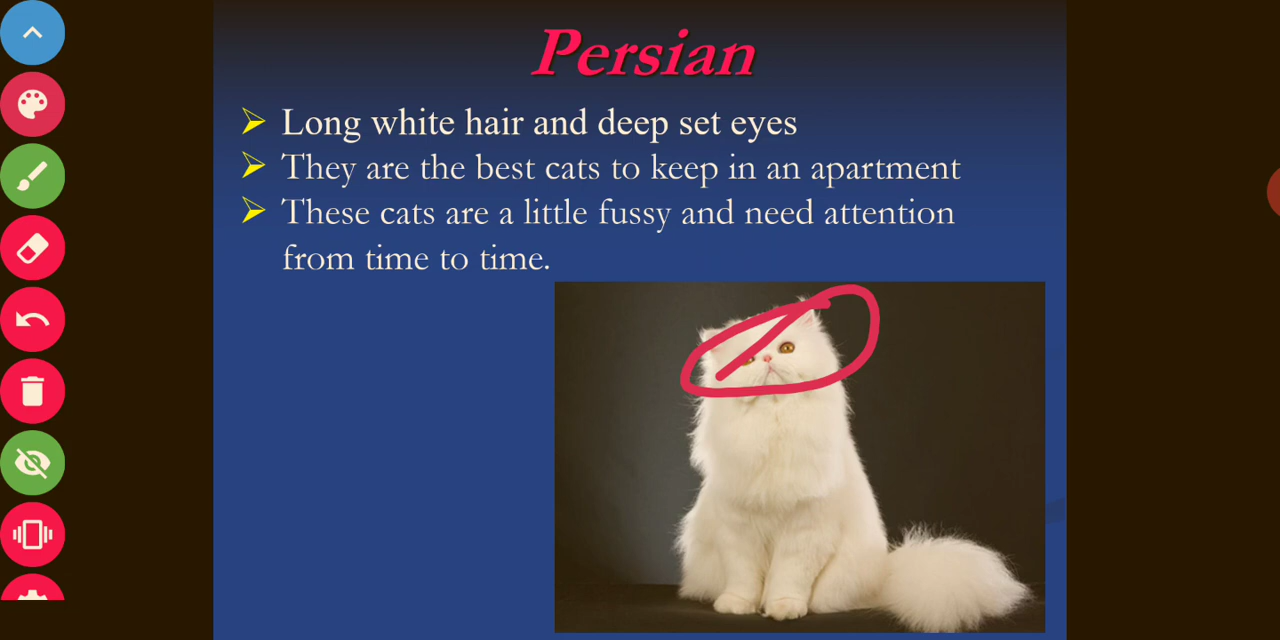 Persian
Long white hair and deep set eyes
They are the best cats to keep in an apartment
These cats are a little fussy and need attention
from time to time.